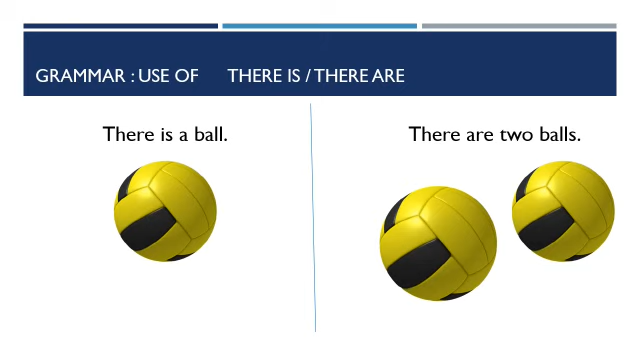 GRAMMAR : USE OF THERE IS / THERE ARE
There is a ball.
There are two balls.